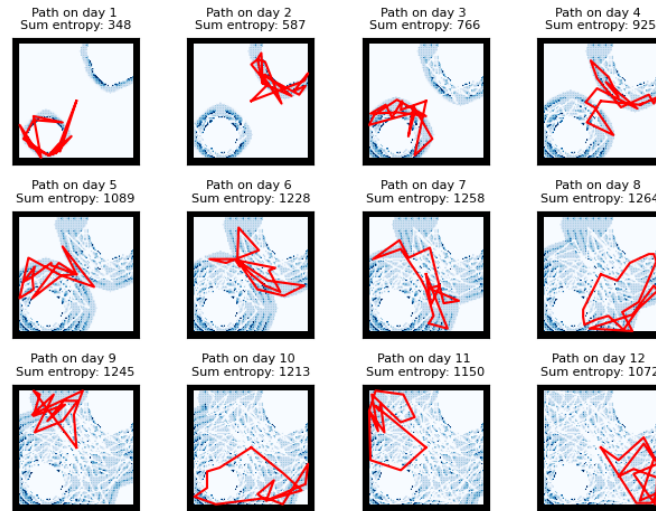 Path on day 1
Sum entropy: 348
Path on day 2
Sum entropy: 587
Path on day 3
Sum entropy: 766
Path on day 4
Sum entropy: 925
Path on day 5
Sum entropy: 1089
Path on day 6
Sum entropy: 1228
Path on day 7
Sum entropy: 1258
Path on day 8
Sum entropy: 1264
Path on day 9
Sum entropy: 1245
Path on day 10
Sum entropy: 1213
Path on day 11
Sum entropy: 1150
Path on day 12
Sum entropy: 1072